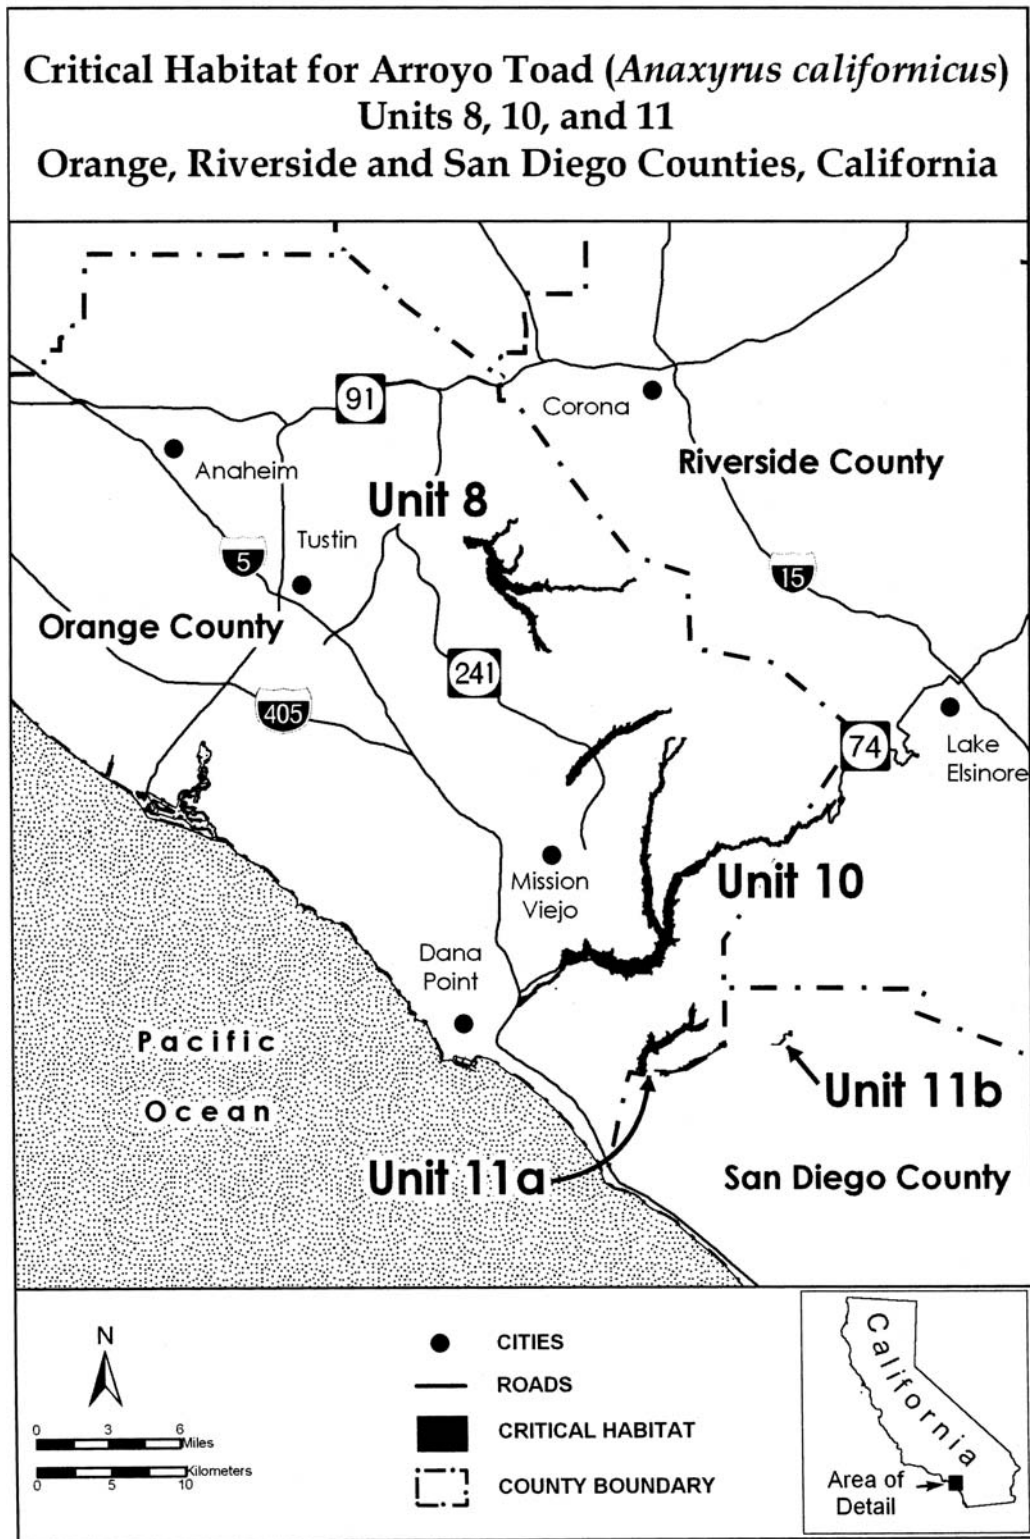 Critical Habitat for Arroyo Toad (Anaxyrus californicus)
Units 8, 10, and 11
Orange, Riverside and San Diego Counties, California
91
Corona
Anaheim
Riverside County
Unit 8
Tustin
5
15
Orange County
241
405
74
Lake
Elsinore
Mission
Viejo
Unit 10
Dana
Point
Pacific
Ocean
Unit 11b
Unit 11a
San Diego County
N
0 3 6
Miles
Kilometers
0 5 10
CITIES
ROADS
CRITICAL HABITAT
COUNTY BOUNDARY
California
Area of
Detail